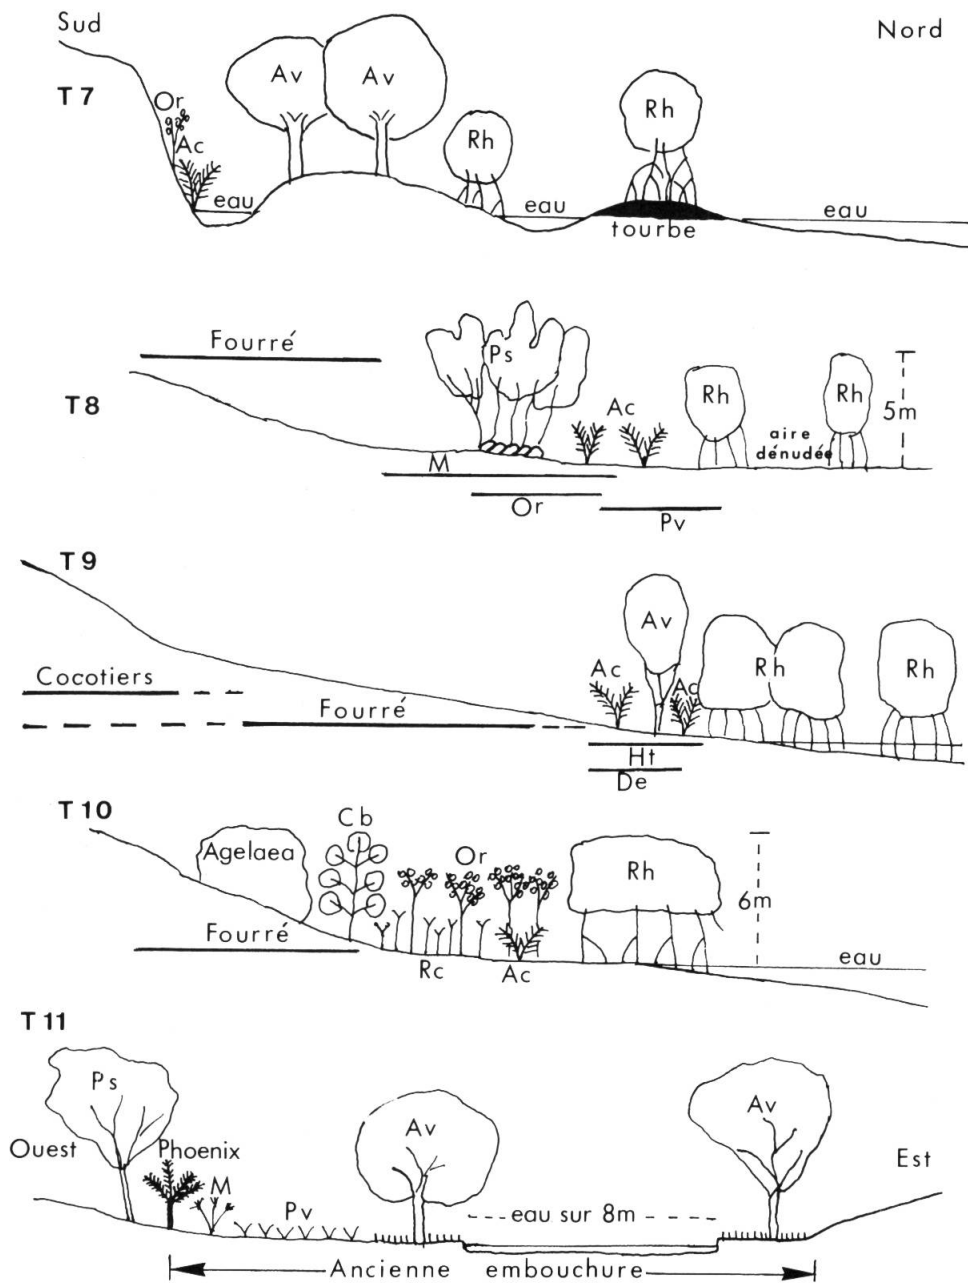 Sud
Nord
T 7
Or
Av
Av
Rh
Rh
Ac
eau
eau
eau
tourbe
Fourré
Ps
T8
Ac
Rh
Rh
5m
aire
dénudée
M
Or
Pv
T9
Av
Ac
Ac
Rh
Rh
Cocotiers
Fourré
Ht
De
T 10
Cb
Agelaea
Or
Rh
6m
Fourré
Rc
Ac
eau
T 11
Ps
Av
Av
Ouest
Phoenix
Est
M
Pv
eau sur 8m
Ancienne embouchure